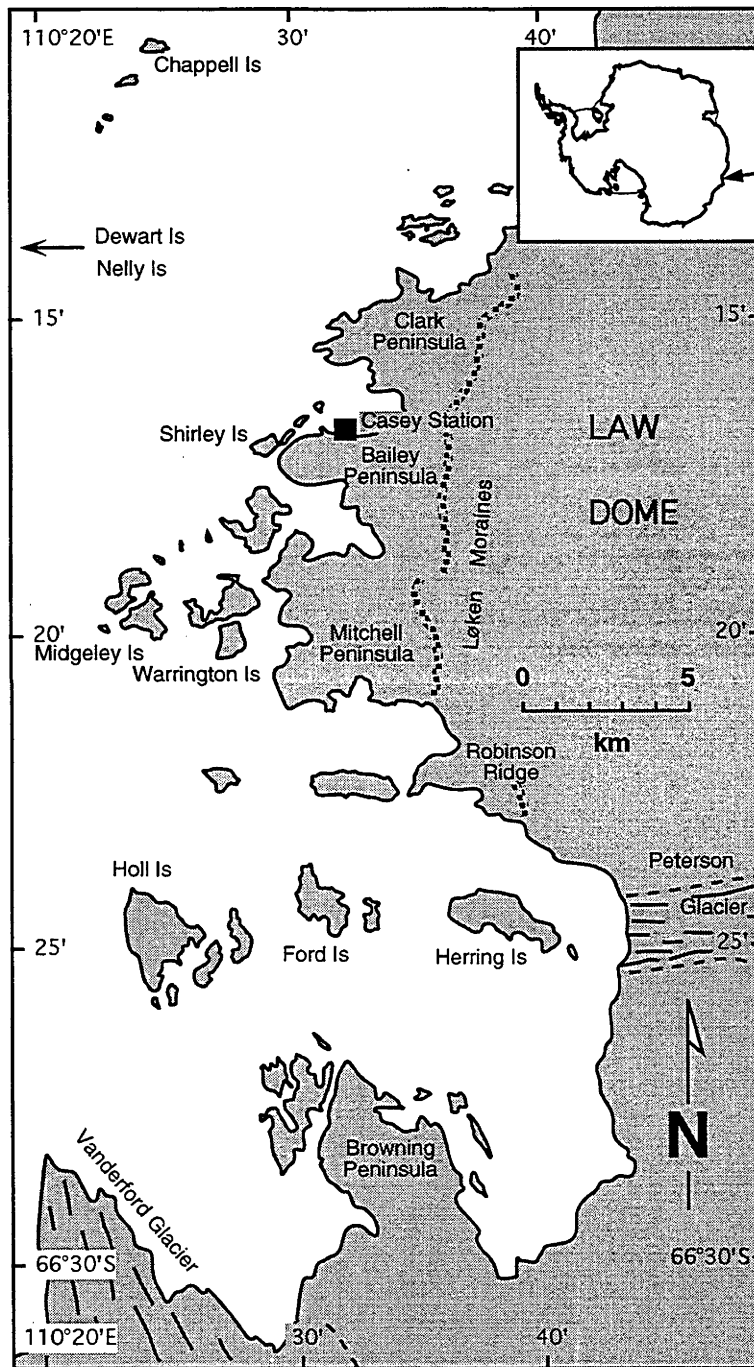 110°20'E
30'
40'
Chappell Is
Dewart Is
Nelly Is
15'
15'
Clark
Peninsula
Casey Station
Shirley Is
Bailey
Peninsula
LAW
DOME
Løken Moraines
20'
20'
Mitchell
Peninsula
Midgeley Is
Warrington Is
0
5
km
Robinson
Ridge
Holl Is
Peterson
Glacier
25'
25'
Ford Is
Herring Is
N
Browning
Peninsula
Vanderford Glacier
66°30'S
66°30'S
110°20'E
30'
40'